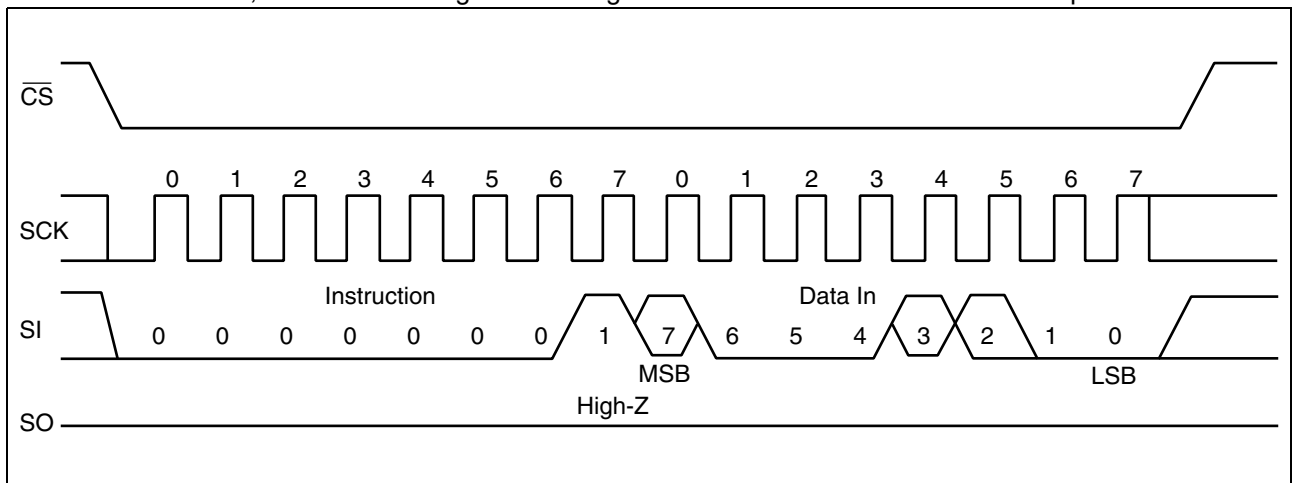 CS
0 1 2 3 4 5 6 7 0 1 2 3 4 5 6 7
SCK
Instruction Data In
SI 0 0 0 0 0 0 0 1 7 6 5 4 3 2 1 0
MSB LSB
High-Z
SO